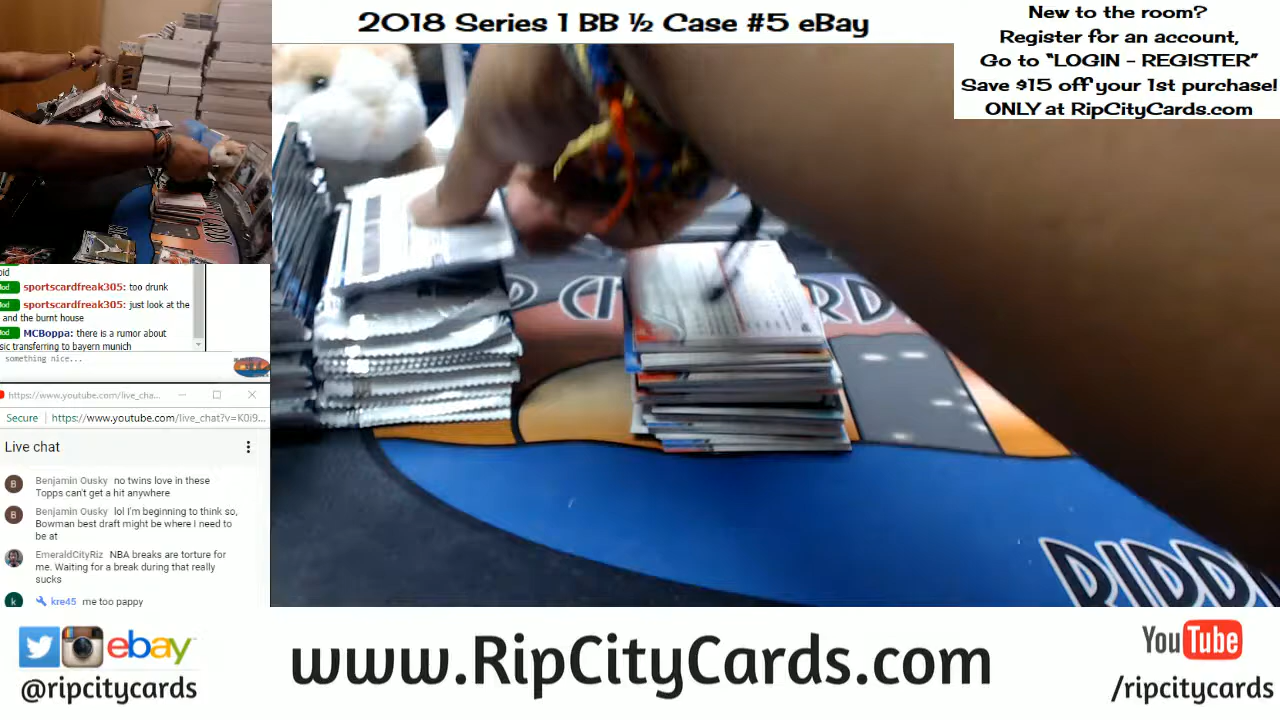 2018 Series 1 BB ½ Case #5 eBay
New to the room?
Register for an account,
Go to "LOGIN - REGISTER"
Save $15 off your 1st purchase!
ONLY at RipCityCards.com
sportscardfreak305: too drunk
sportscardfreak305: just look at the
and the burnt house
MCBoppa: there is a rumor about
sic transferring to bayern munich
something nice...
https://www.youtube.com/live_cha...
Secure https://www.youtube.com/live_chat?v=K0i9...
Live chat
B Benjamin Ousky no twins love in these
Topps can't get a hit anywhere
B Benjamin Ousky lol I'm beginning to think so,
Bowman best draft might be where I need to
be at
EmeraldCityRiz NBA breaks are torture for
me. Waiting for a break during that really
sucks
k kre45 me too pappy
ebay
@ripcitycards
www.RipCityCards.com
YouTube
/ripcitycards